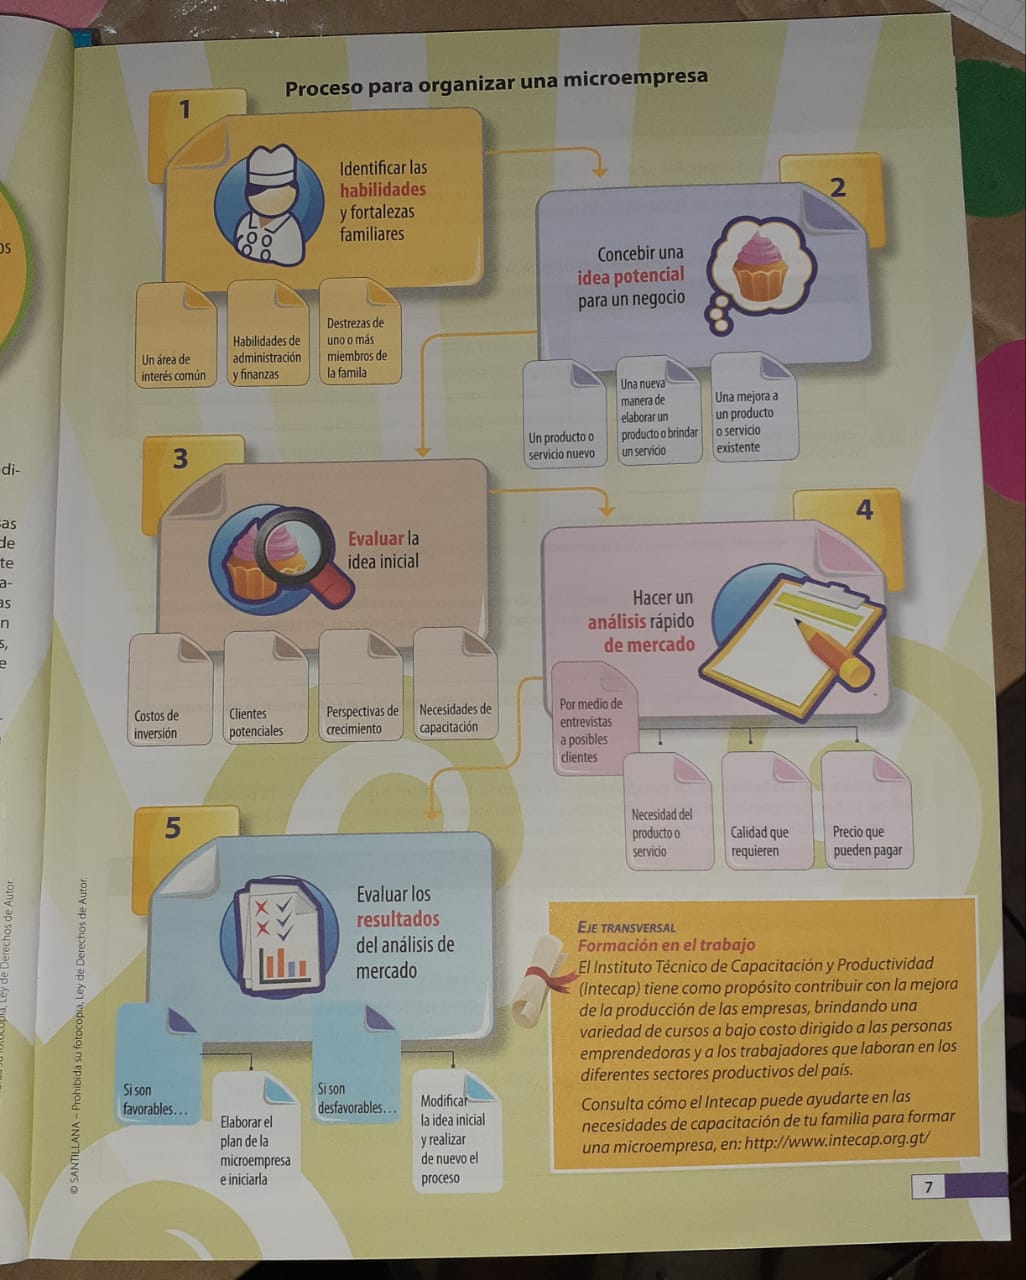 Proceso para organizar una microempresa
1
Identificar las
habilidades
y fortalezas
familiares
Un área de
interés común
Habilidades de
administración
y finanzas
Destrezas de
uno o más
miembros de
la famila
2
Concebir una
idea potencial
para un negocio
Un producto o
servicio nuevo
Una nueva
manera de
elaborar un
producto o brindar
un servicio
Una mejora a
un producto
o servicio
existente
3
Evaluar la
idea inicial
Costos de
inversión
Clientes
potenciales
Perspectivas de
crecimiento
Necesidades de
capacitación
4
Hacer un
análisis rápido
de mercado
Por medio de
entrevistas
a posibles
clientes
Necesidad del
producto o
servicio
Calidad que
requieren
Precio que
pueden pagar
5
Evaluar los
resultados
del análisis de
mercado
Si son
favorables…
Elaborar el
plan de la
microempresa
e iniciarla
Si son
desfavorables…
Modificar
la idea inicial
y realizar
de nuevo el
proceso
EJE TRANSVERSAL
Formación en el trabajo
El Instituto Técnico de Capacitación y Productividad
(Intecap) tiene como propósito contribuir con la mejora
de la producción de las empresas, brindando una
variedad de cursos a bajo costo dirigido a las personas
emprendedoras y a los trabajadores que laboran en los
diferentes sectores productivos del país.
Consulta cómo el Intecap puede ayudarte en las
necesidades de capacitación de tu familia para formar
una microempresa, en: http://www.intecap.org.gt/
7
© SANTILLANA – Prohibida su fotocopia, Ley de Derechos de Autor.
Ley de Derechos de Autor.